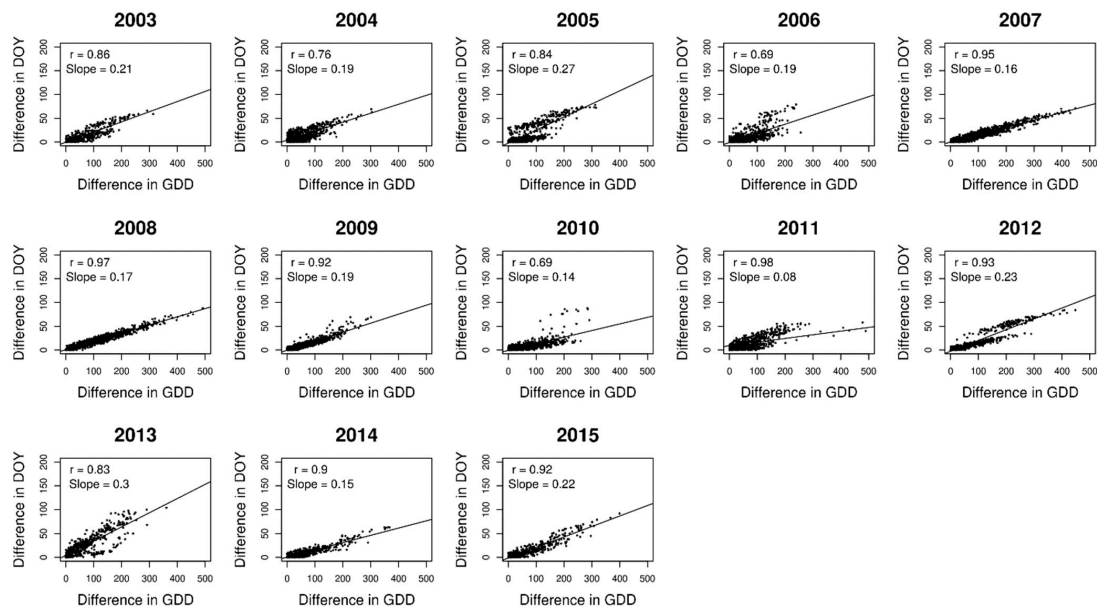 2003
2004
2005
2006
2007
Difference in DOY
200
150
100
50
0
r = 0.86
Slope = 0.21
0 100 200 300 400 500
Difference in GDD
Difference in DOY
200
150
100
50
0
r = 0.76
Slope = 0.19
0 100 200 300 400 500
Difference in GDD
Difference in DOY
200
150
100
50
0
r = 0.84
Slope = 0.27
0 100 200 300 400 500
Difference in GDD
Difference in DOY
200
150
100
50
0
r = 0.69
Slope = 0.19
0 100 200 300 400 500
Difference in GDD
Difference in DOY
200
150
100
50
0
r = 0.95
Slope = 0.16
0 100 200 300 400 500
Difference in GDD
2008
2009
2010
2011
2012
Difference in DOY
200
150
100
50
0
r = 0.97
Slope = 0.17
0 100 200 300 400 500
Difference in GDD
Difference in DOY
200
150
100
50
0
r = 0.92
Slope = 0.19
0 100 200 300 400 500
Difference in GDD
Difference in DOY
200
150
100
50
0
r = 0.69
Slope = 0.14
0 100 200 300 400 500
Difference in GDD
Difference in DOY
200
150
100
50
0
r = 0.98
Slope = 0.08
0 100 200 300 400 500
Difference in GDD
Difference in DOY
200
150
100
50
0
r = 0.93
Slope = 0.23
0 100 200 300 400 500
Difference in GDD
2013
2014
2015
Difference in DOY
200
150
100
50
0
r = 0.83
Slope = 0.3
0 100 200 300 400 500
Difference in GDD
Difference in DOY
200
150
100
50
0
r = 0.9
Slope = 0.15
0 100 200 300 400 500
Difference in GDD
Difference in DOY
200
150
100
50
0
r = 0.92
Slope = 0.22
0 100 200 300 400 500
Difference in GDD